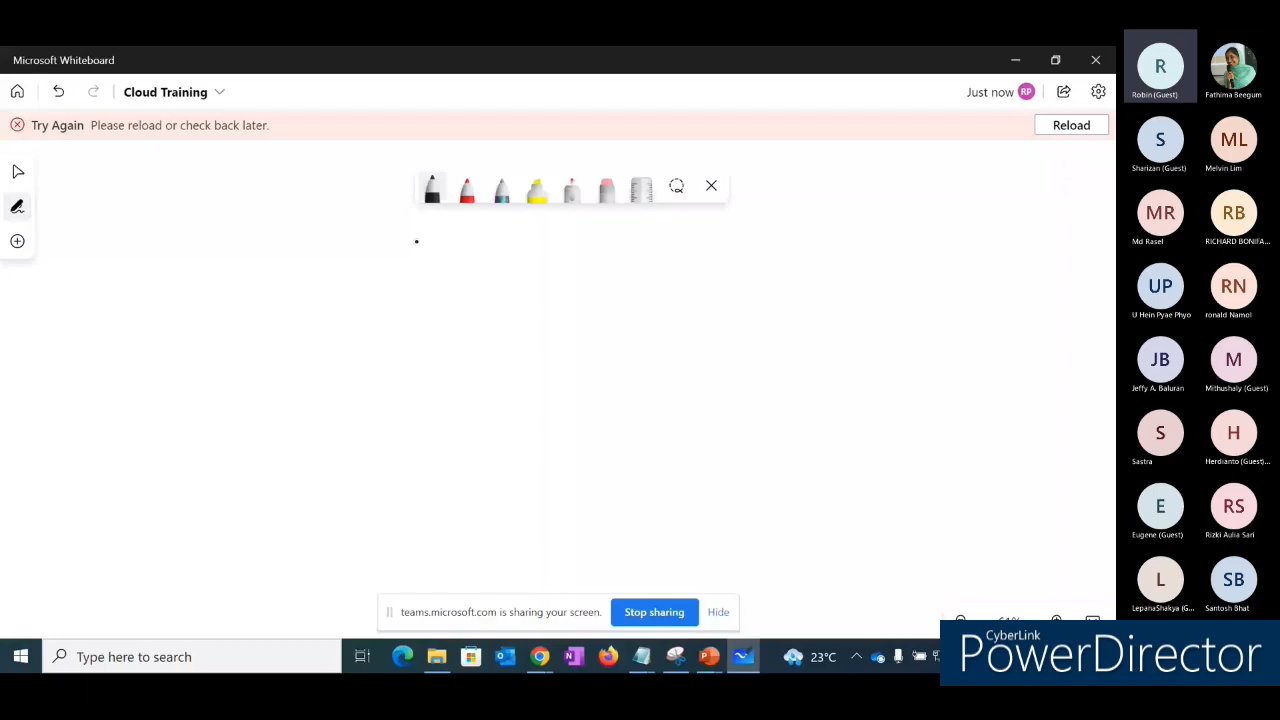 Microsoft Whiteboard
Cloud Training
Just now RP
Try Again Please reload or check back later.
Reload
R
Robin (Guest)
Fathima Beegum
S
Sharizan (Guest)
ML
Melvin Lim
MR
Md Rasel
RB
RICHARD BONIFA...
UP
U Hein Pyae Phyo
RN
ronald Namol
JB
Jeffy A. Baluran
M
Mithushaly (Guest)
S
Sastra
H
Herdianto (Guest)...
E
Eugene (Guest)
RS
Rizki Aulia Sari
L
LepanaShakya (G...
SB
Santosh Bhat
teams.microsoft.com is sharing your screen.
Stop sharing
Hide
Type here to search
23°C
CyberLink
PowerDirector